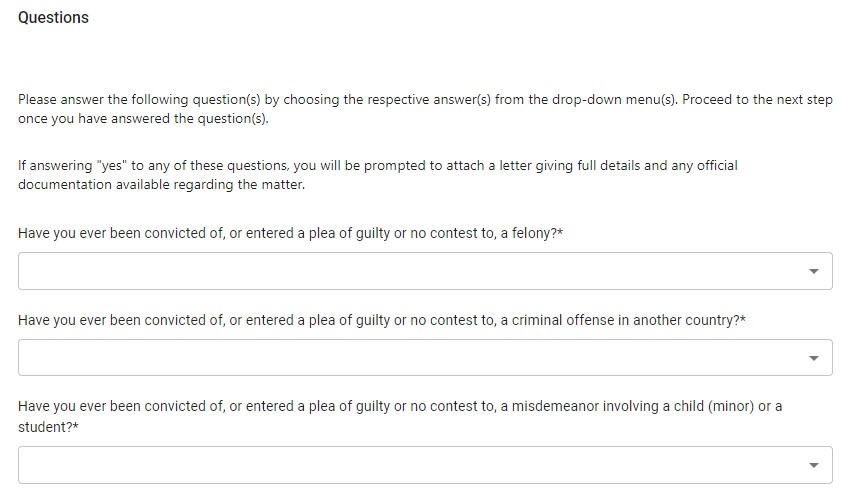 Questions
Please answer the following question(s) by choosing the respective answer(s) from the drop-down menu(s). Proceed to the next step
once you have answered the question(s).
If answering "yes" to any of these questions, you will be prompted to attach a letter giving full details and any official
documentation available regarding the matter.
Have you ever been convicted of, or entered a plea of guilty or no contest to, a felony?*
Have you ever been convicted of, or entered a plea of guilty or no contest to, a criminal offense in another country?*
Have you ever been convicted of, or entered a plea of guilty or no contest to, a misdemeanor involving a child (minor) or a
student?*